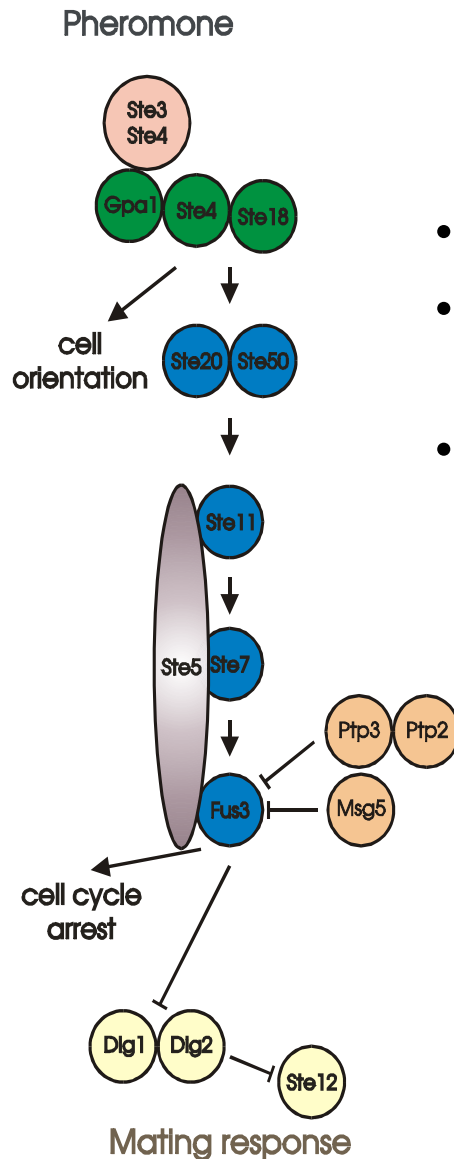 Pheromone
Ste3
Ste4
Gpa1
Ste4
Ste18
cell
orientation
Ste20
Ste50
Ste11
Ste5
Ste7
Ptp3
Ptp2
Fus3
Msg5
cell cycle
arrest
Dig1
Dig2
Ste12
Mating response